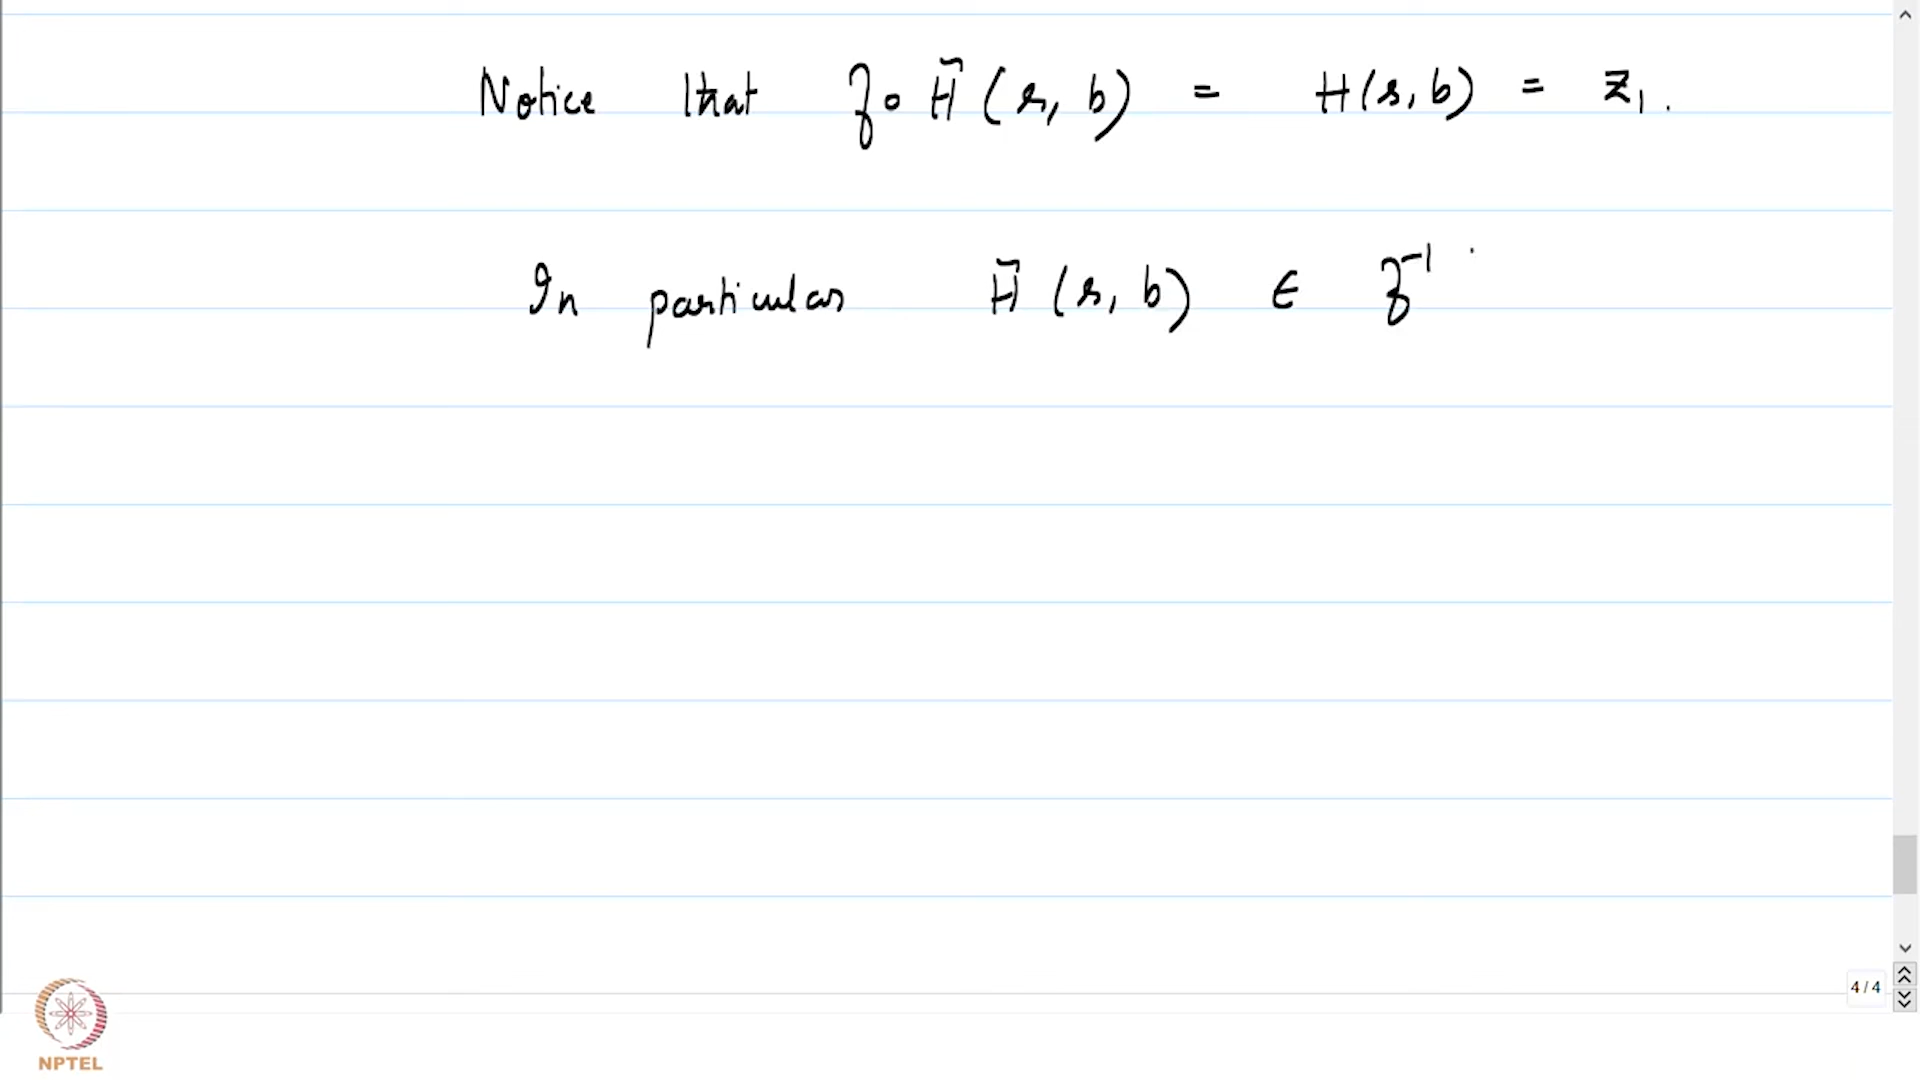 Notice that f∘H̃(s, b) = H(s, b) = z₁.
In particular H̃(s, b) ∈ f⁻¹
4 / 4
NPTEL